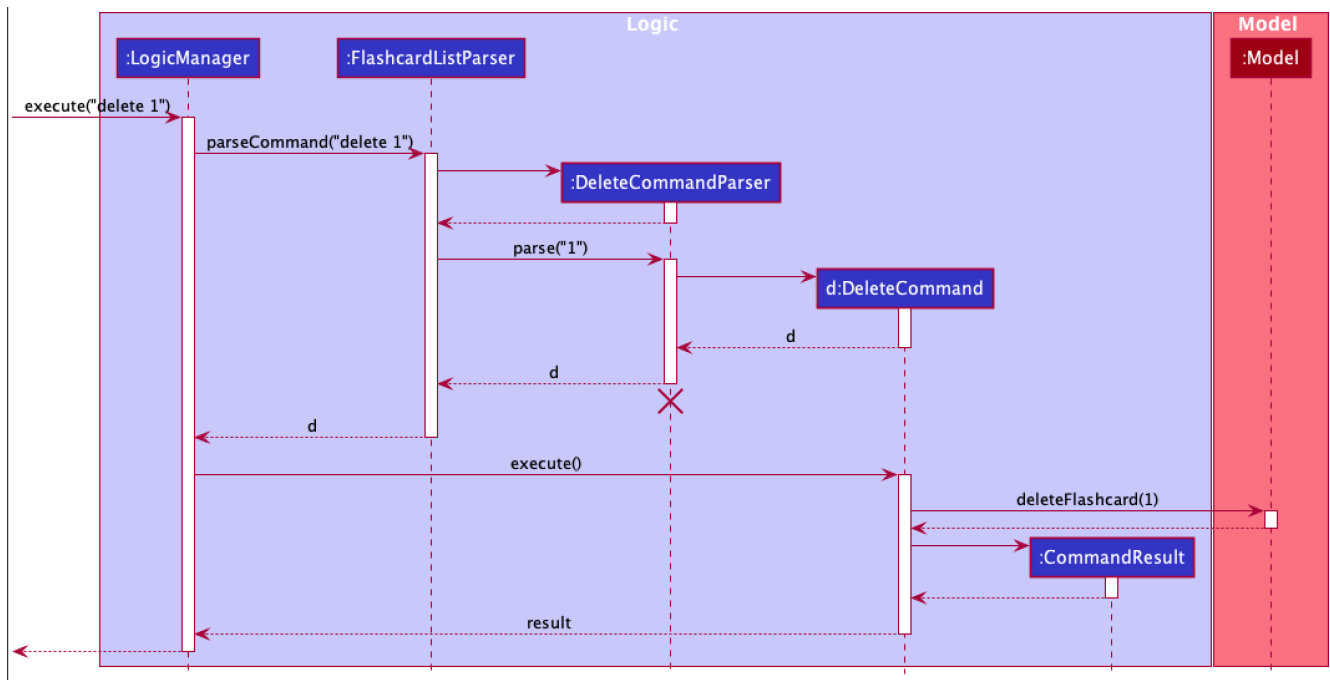 Logic
Model
:LogicManager
:FlashcardListParser
:Model
execute("delete 1")
parseCommand("delete 1")
:DeleteCommandParser
parse("1")
d:DeleteCommand
d
d
d
execute()
deleteFlashcard(1)
:CommandResult
result